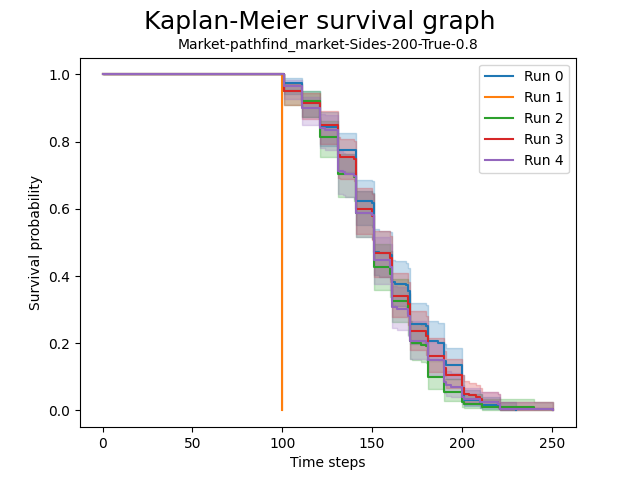 Kaplan-Meier survival graph
Market-pathfind_market-Sides-200-True-0.8
Survival probability
1.0
0.8
0.6
0.4
0.2
0.0
Run 0
Run 1
Run 2
Run 3
Run 4
0 50 100 150 200 250
Time steps